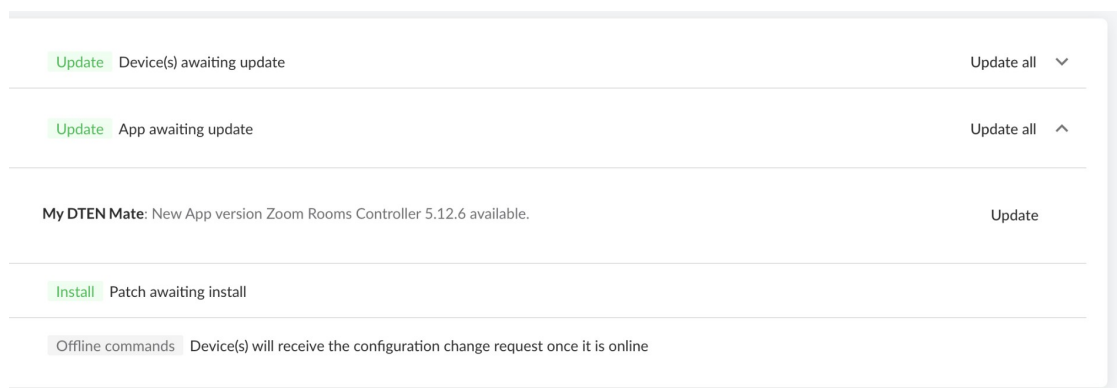 Update Device(s) awaiting update Update all
Update App awaiting update Update all
My DTEN Mate: New App version Zoom Rooms Controller 5.12.6 available. Update
Install Patch awaiting install
Offline commands Device(s) will receive the configuration change request once it is online